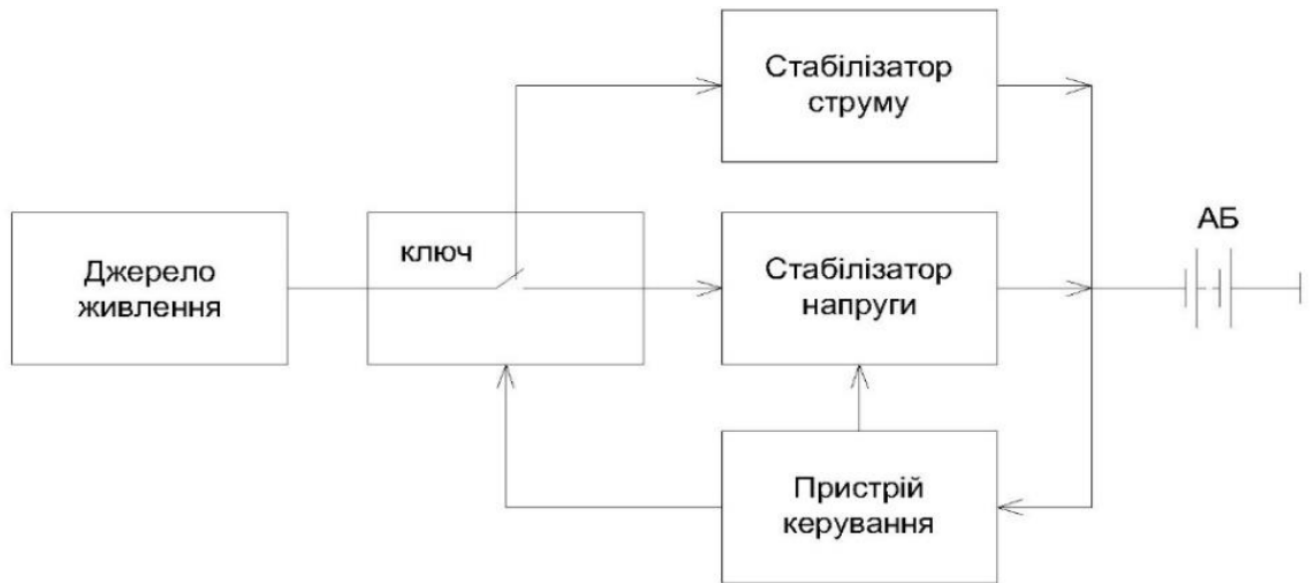 Стабілізатор
струму
АБ
Джерело
живлення
ключ
Стабілізатор
напруги
Пристрій
керування